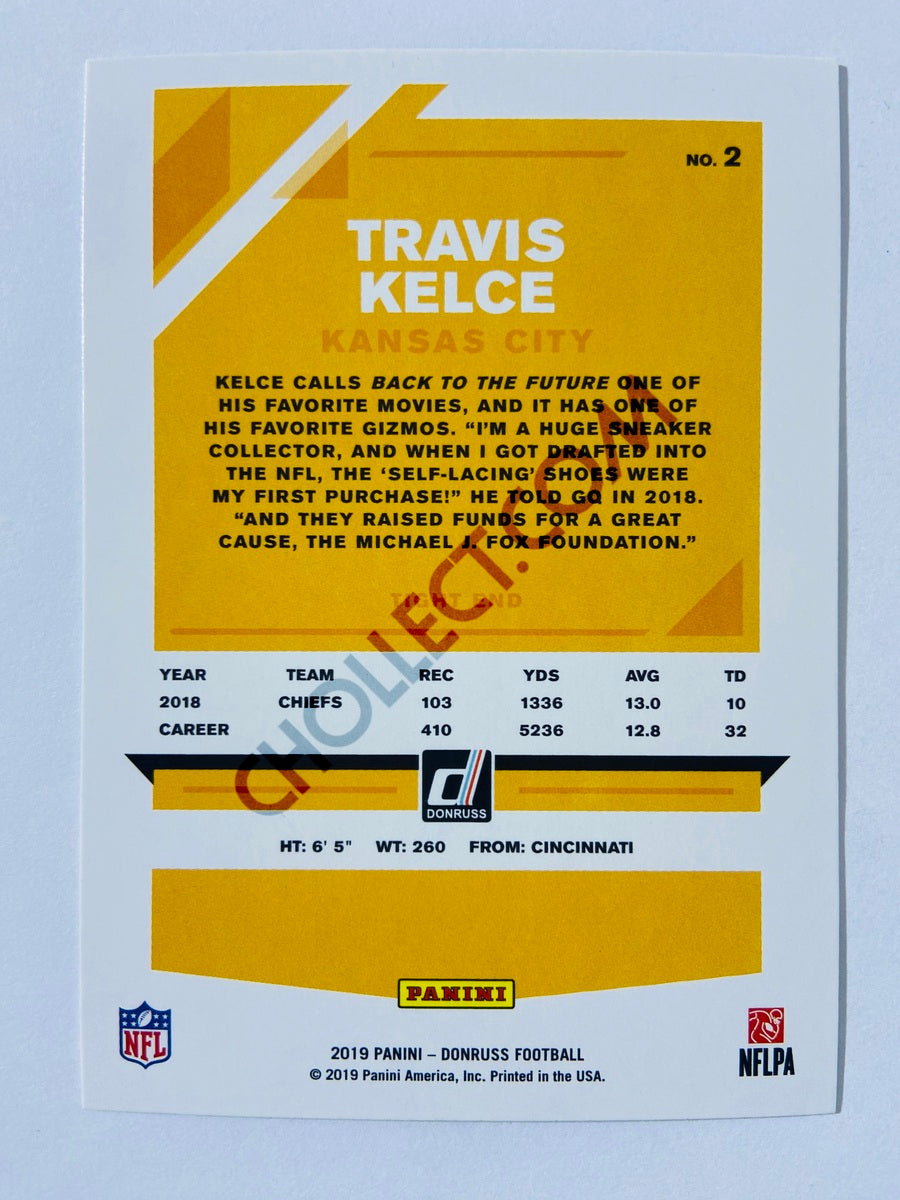 NO. 2
TRAVIS
KELCE
KANSAS CITY
KELCE CALLS BACK TO THE FUTURE ONE OF
HIS FAVORITE MOVIES, AND IT HAS ONE OF
HIS FAVORITE GIZMOS. “I'M A HUGE SNEAKER
COLLECTOR, AND WHEN I GOT DRAFTED INTO
THE NFL, THE ‘SELF-LACING’ SHOES WERE
MY FIRST PURCHASE!” HE TOLD GQ IN 2018.
“AND THEY RAISED FUNDS FOR A GREAT
CAUSE, THE MICHAEL J. FOX FOUNDATION.”
TIGHT END
CHOLLECT.COM
YEAR TEAM REC YDS AVG TD
2018 CHIEFS 103 1336 13.0 10
CAREER 410 5236 12.8 32
d
DONRUSS
HT: 6' 5" WT: 260 FROM: CINCINNATI
PANINI
NFL
NFLPA
2019 PANINI – DONRUSS FOOTBALL
© 2019 Panini America, Inc. Printed in the USA.